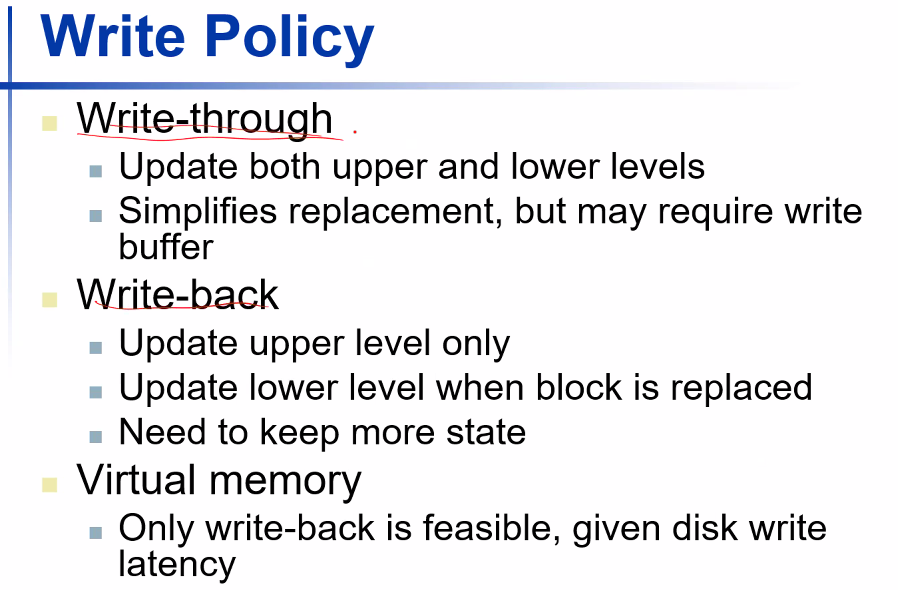 Write Policy
Write-through
Update both upper and lower levels
Simplifies replacement, but may require write
buffer
Write-back
Update upper level only
Update lower level when block is replaced
Need to keep more state
Virtual memory
Only write-back is feasible, given disk write
latency